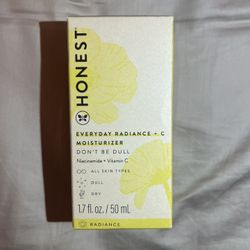 HONEST®
EVERYDAY RADIANCE + C
MOISTURIZER
DON'T BE DULL
Niacinamide + Vitamin C
ALL SKIN TYPES
DULL
DRY
1.7 fl. oz. / 50 mL
RADIANCE